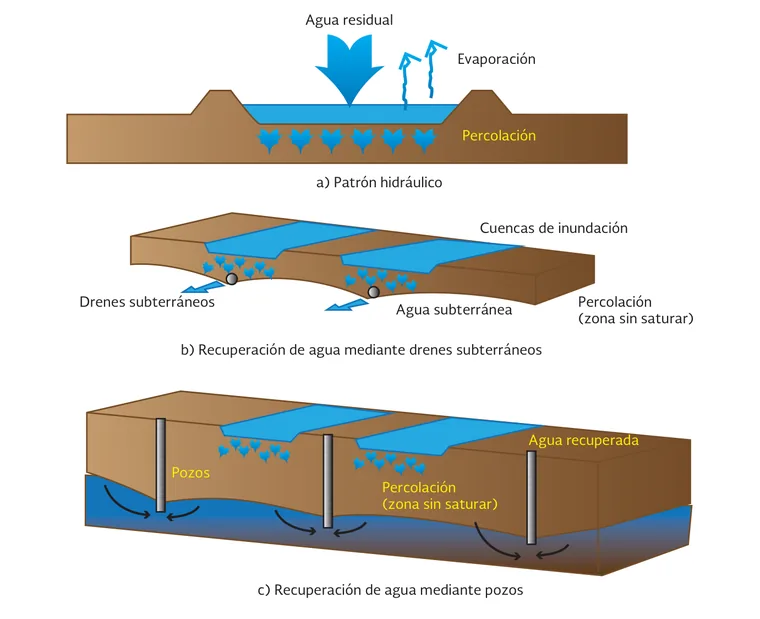 Agua residual
Evaporación
Percolación
a) Patrón hidráulico
Cuencas de inundación
Drenes subterráneos
Agua subterránea
Percolación
(zona sin saturar)
b) Recuperación de agua mediante drenes subterráneos
Agua recuperada
Pozos
Percolación
(zona sin saturar)
c) Recuperación de agua mediante pozos